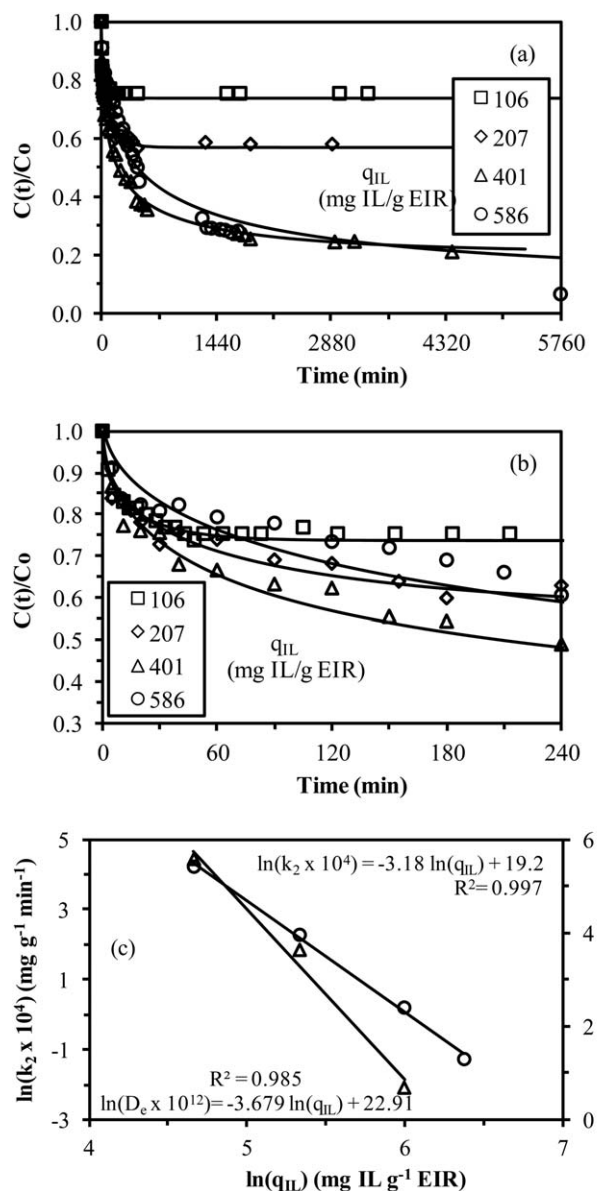 (a)
1.0
0.8
0.6
0.4
0.2
0.0
C(t)/Co
106
207
401
586
qIL
(mg IL/g EIR)
0 1440 2880 4320 5760
Time (min)
(b)
1.0
0.9
0.8
0.7
0.6
0.5
0.4
0.3
C(t)/Co
106
207
401
586
qIL
(mg IL/g EIR)
0 60 120 180 240
Time (min)
5
3
1
-1
-3
ln(k₂ x 10⁴) (mg g⁻¹ min⁻¹)
ln(k₂ x 10⁴) = -3.18 ln(qIL) + 19.2
R²= 0.997
(c)
R² = 0.985
ln(Dₑ x 10¹²)= -3.679 ln(qIL) + 22.91
6
4
2
0
4 5 6 7
ln(qIL) (mg IL g⁻¹ EIR)